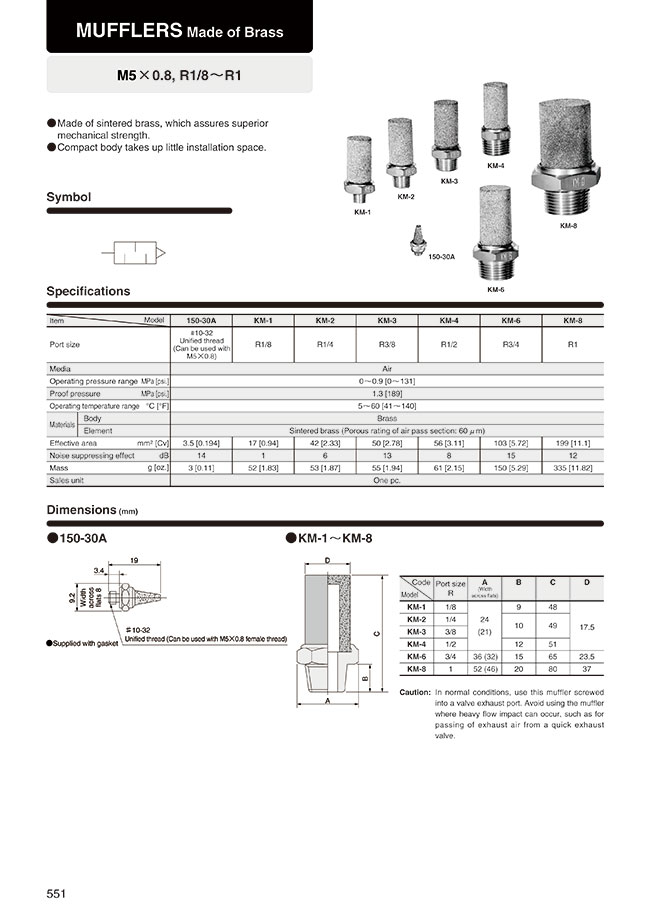 MUFFLERS Made of Brass
M5×0.8, R1/8～R1
●Made of sintered brass, which assures superior
mechanical strength.
●Compact body takes up little installation space.
KM-1
KM-2
KM-3
KM-4
KM-8
150-30A
KM-6
Symbol
Specifications
Item Model 150-30A KM-1 KM-2 KM-3 KM-4 KM-6 KM-8
Port size #10-32 Unified thread (Can be used with M5×0.8) R1/8 R1/4 R3/8 R1/2 R3/4 R1
Media Air
Operating pressure range MPa [psi.] 0～0.9 [0～131]
Proof pressure MPa [psi.] 1.3 [189]
Operating temperature range °C [°F] 5～60 [41～140]
Materials Body Brass
Element Sintered brass (Porous rating of air pass section: 60 μm)
Effective area mm² [Cv] 3.5 [0.194] 17 [0.94] 42 [2.33] 50 [2.78] 56 [3.11] 103 [5.72] 199 [11.1]
Noise suppressing effect dB 14 1 6 13 8 15 12
Mass g [oz.] 3 [0.11] 52 [1.83] 53 [1.87] 55 [1.94] 61 [2.15] 150 [5.29] 335 [11.82]
Sales unit One pc.
Dimensions (mm)
●150-30A
19
3.4
9.2
Width across flats 8
#10-32
Unified thread (Can be used with M5×0.8 female thread)
●Supplied with gasket
●KM-1～KM-8
D
C
B
A
Code Model Port size R A (Width across flats) B C D
KM-1 1/8 24 (21) 9 48 17.5
KM-2 1/4 10 49
KM-3 3/8
KM-4 1/2 12 51
KM-6 3/4 36 (32) 15 65 23.5
KM-8 1 52 (46) 20 80 37
Caution: In normal conditions, use this muffler screwed
into a valve exhaust port. Avoid using the muffler
where heavy flow impact can occur, such as for
passing of exhaust air from a quick exhaust
valve.
551